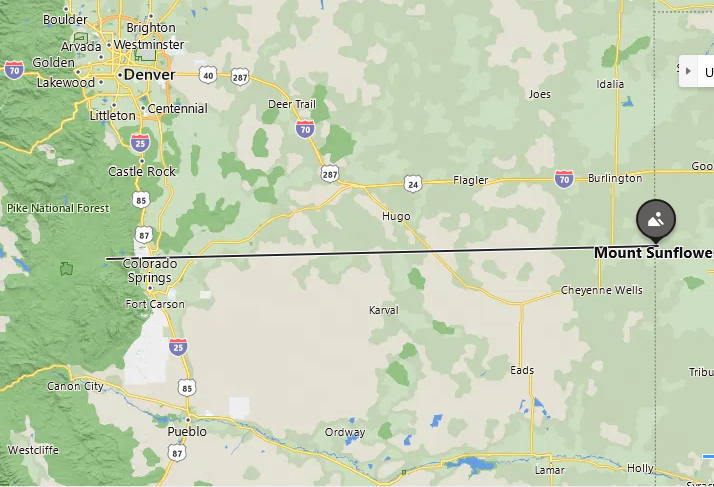 Boulder
Brighton
Arvada
Westminster
Golden
70
Denver
40
287
Lakewood
Idalia
Joes
U
Deer Trail
Centennial
Littleton
70
25
Castle Rock
287
24
Flagler
70
Burlington
Goo
85
Pike National Forest
Hugo
87
Mount Sunflowe
Colorado
Springs
Cheyenne Wells
Fort Carson
Karval
25
Eads
Tribu
Canon City
85
Pueblo
Ordway
Westcliffe
87
Lamar
Holly